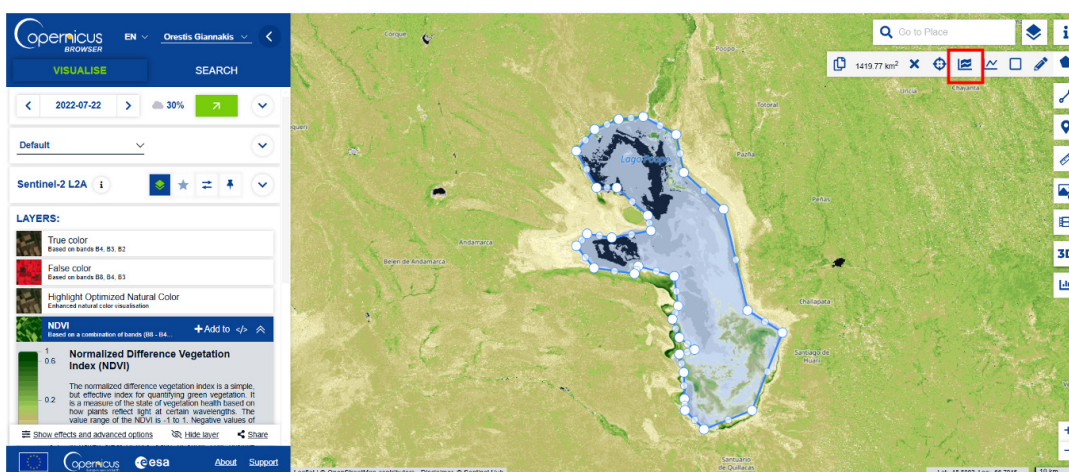 opernicus
BROWSER
EN
Orestis Giannakis
VISUALISE
SEARCH
2022-07-22
30%
Default
Sentinel-2 L2A
i
LAYERS:
True color
Based on bands B4, B3, B2
False color
Based on bands B8, B4, B3
Highlight Optimized Natural Color
Enhanced natural color visualisation
NDVI
Based on a combination of bands (B8 - B4...
+Add to </>
1
0.6
0.2
Normalized Difference Vegetation
Index (NDVI)
The normalized difference vegetation index is a simple,
but effective index for quantifying green vegetation. It
is a measure of the state of vegetation health based on
how plants reflect light at certain wavelengths. The
value range of the NDVI is -1 to 1. Negative values of
Show effects and advanced options
Hide layer
Share
opernicus
esa
About
Support
Go to Place
1419.77 km²
3D
Corque
Poopo
Uncia
Chayanta
Totoral
Lago Poopo
Pazña
Peñas
Andamarca
Belen de Andamarca
Challapata
Santiago de
Huari
Santuario
de Quillacas
10 km